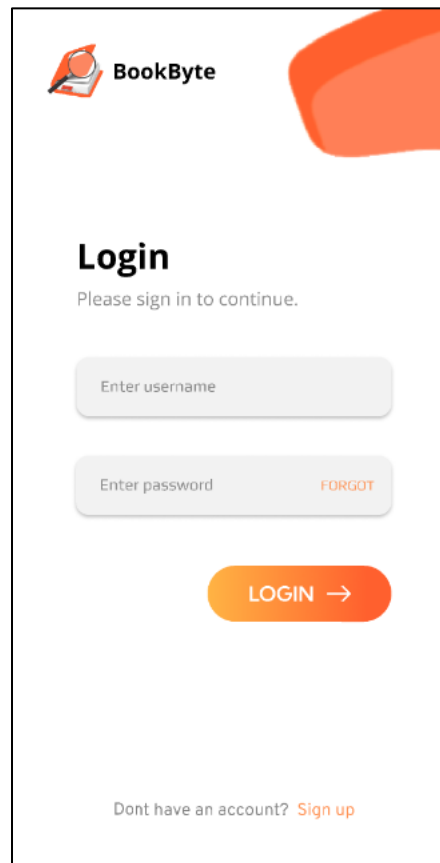 BookByte
Login
Please sign in to continue.
Enter username
Enter password FORGOT
LOGIN →
Dont have an account? Sign up